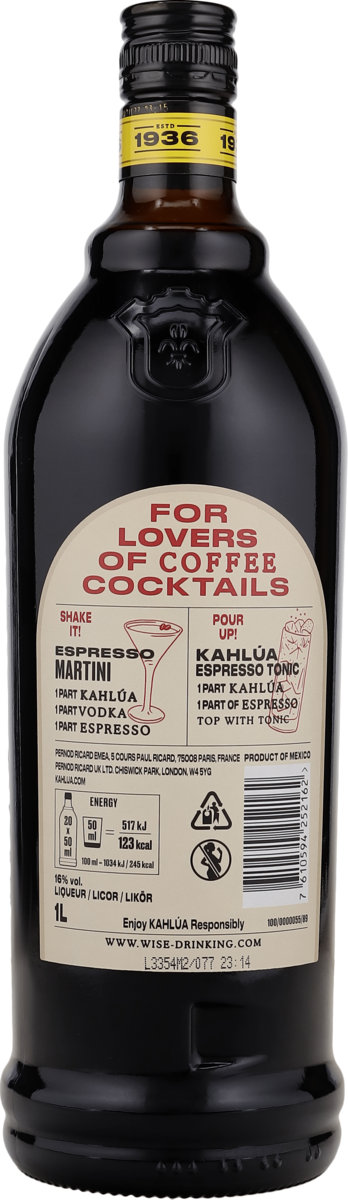 ESTD
1936
FOR
LOVERS
OF COFFEE
COCKTAILS
SHAKE
IT!
ESPRESSO
MARTINI
1 PART KAHLÚA
1 PART VODKA
1 PART ESPRESSO
POUR
UP!
KAHLÚA
ESPRESSO TONIC
1 PART KAHLÚA
1 PART OF ESPRESSO
TOP WITH TONIC
PERNOD RICARD EMEA, 5 COURS PAUL RICARD, 75008 PARIS, FRANCE
PRODUCT OF MEXICO
PERNOD RICARD UK LTD. CHISWICK PARK, LONDON, W4 5YG
KAHLUA.COM
ENERGY
20
x
50
ml
50
ml
= 517 kJ
123 kcal
100 ml - 1034 kJ / 245 kcal
7 610594 252162 >
16% vol.
LIQUEUR / LICOR / LIKÖR
1L
100/0000055/89
Enjoy KAHLÚA Responsibly
WWW.WISE-DRINKING.COM
L3354M2/077 23:14